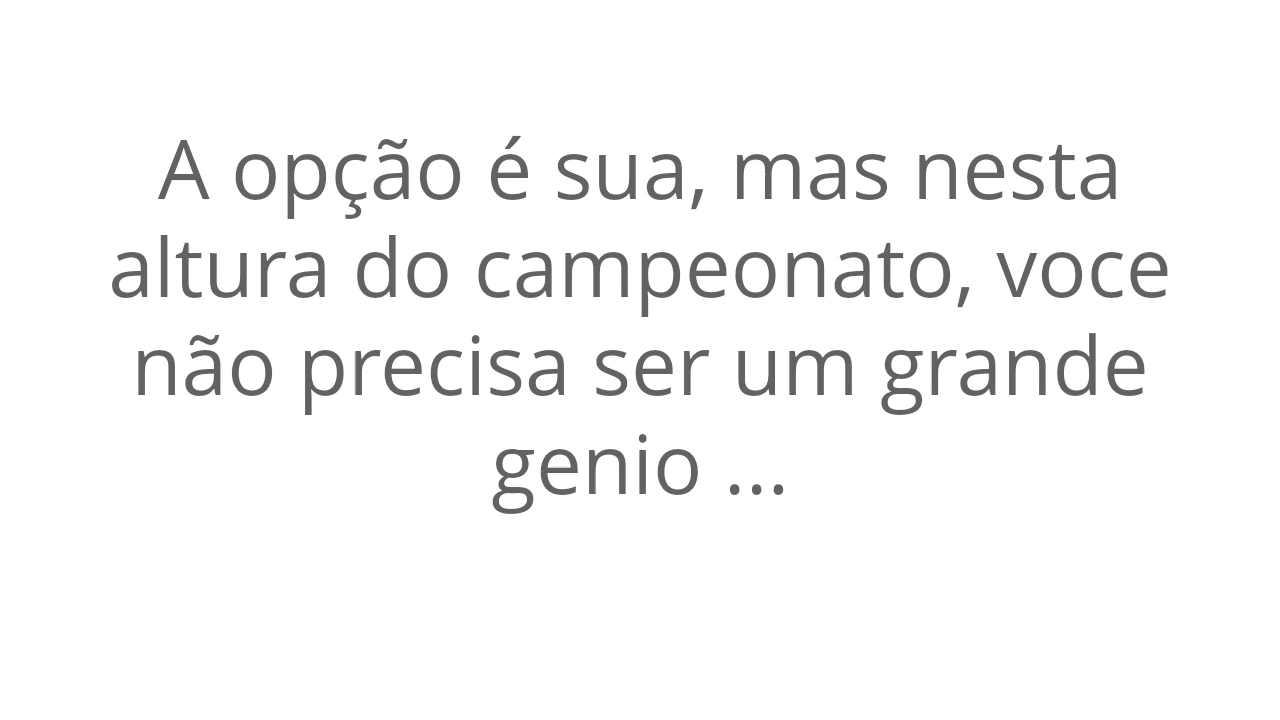 A opção é sua, mas nesta
altura do campeonato, voce
não precisa ser um grande
genio ...